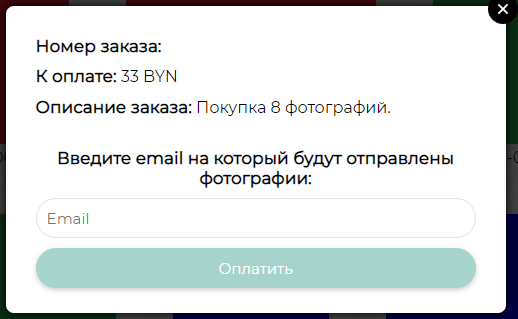 Номер заказа:
К оплате: 33 BYN
Описание заказа: Покупка 8 фотографий.
Введите email на который будут отправлены
фотографии:
Email
Оплатить